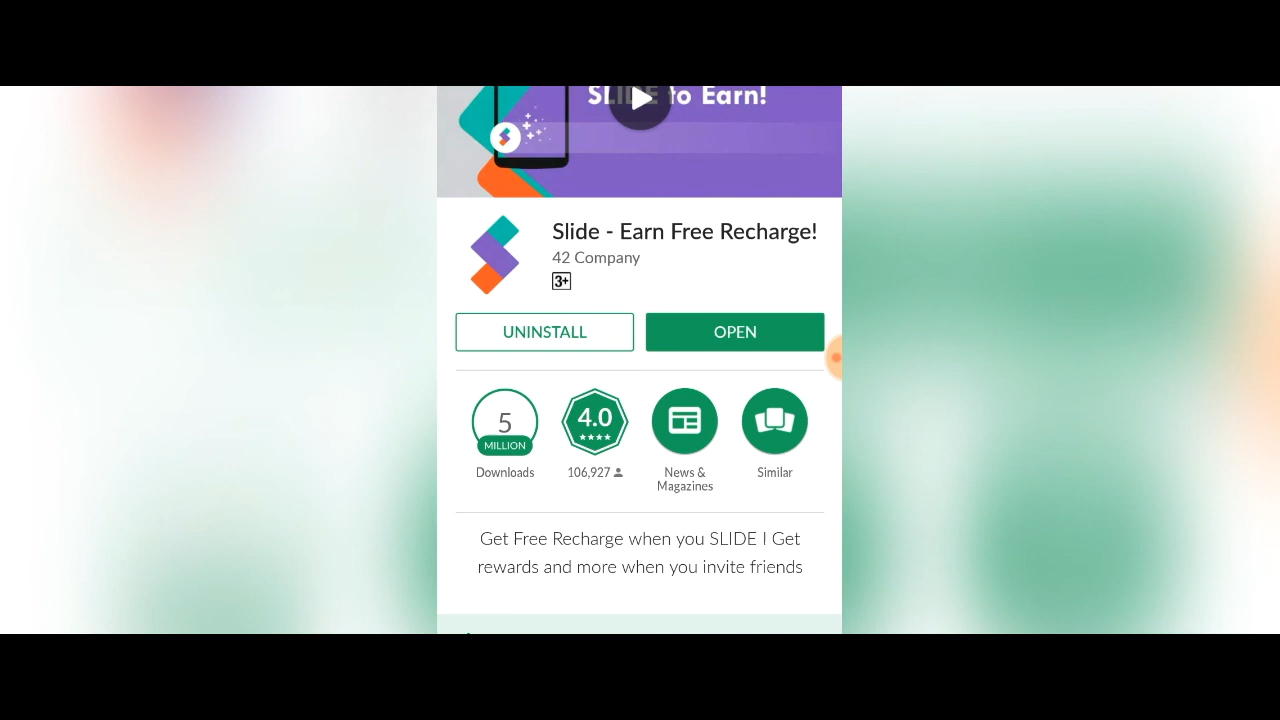 SLIDE to Earn!
Slide - Earn Free Recharge!
42 Company
3+
UNINSTALL
OPEN
5
MILLION
Downloads
4.0
106,927
News &
Magazines
Similar
Get Free Recharge when you SLIDE I Get
rewards and more when you invite friends